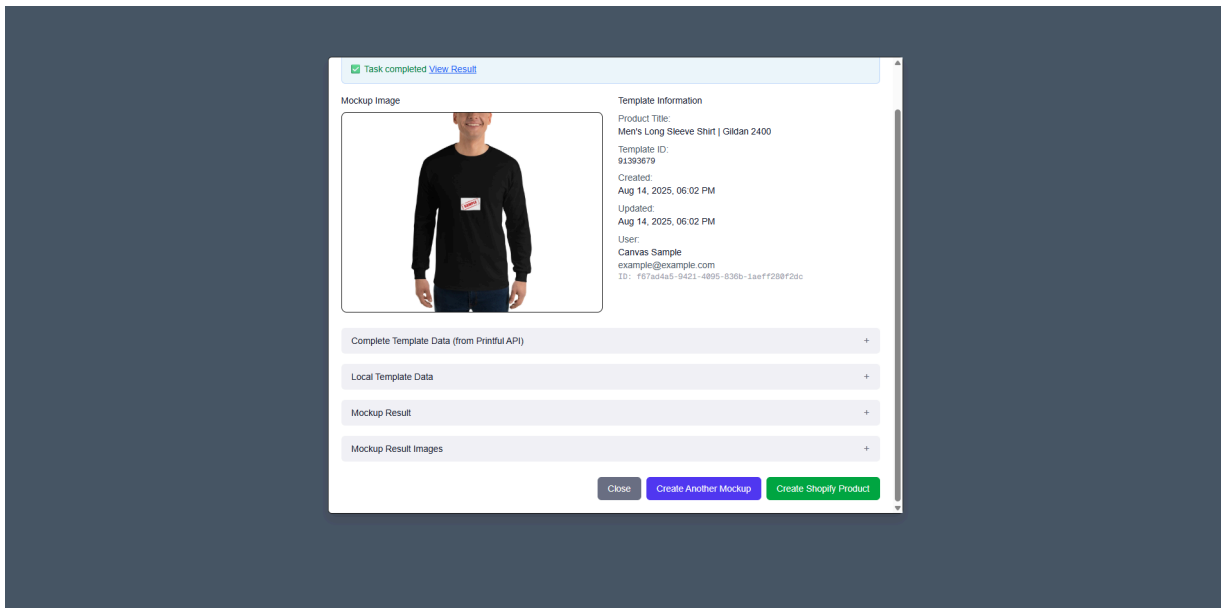 Task completed View Result
Mockup Image
Template Information
Product Title:
Men's Long Sleeve Shirt | Gildan 2400
Template ID:
91393679
Created:
Aug 14, 2025, 06:02 PM
Updated:
Aug 14, 2025, 06:02 PM
User:
Canvas Sample
example@example.com
ID: f67ad4a5-9421-4095-836b-1aeff280f2dc
SAMPLE
Complete Template Data (from Printful API) +
Local Template Data +
Mockup Result +
Mockup Result Images +
Close Create Another Mockup Create Shopify Product